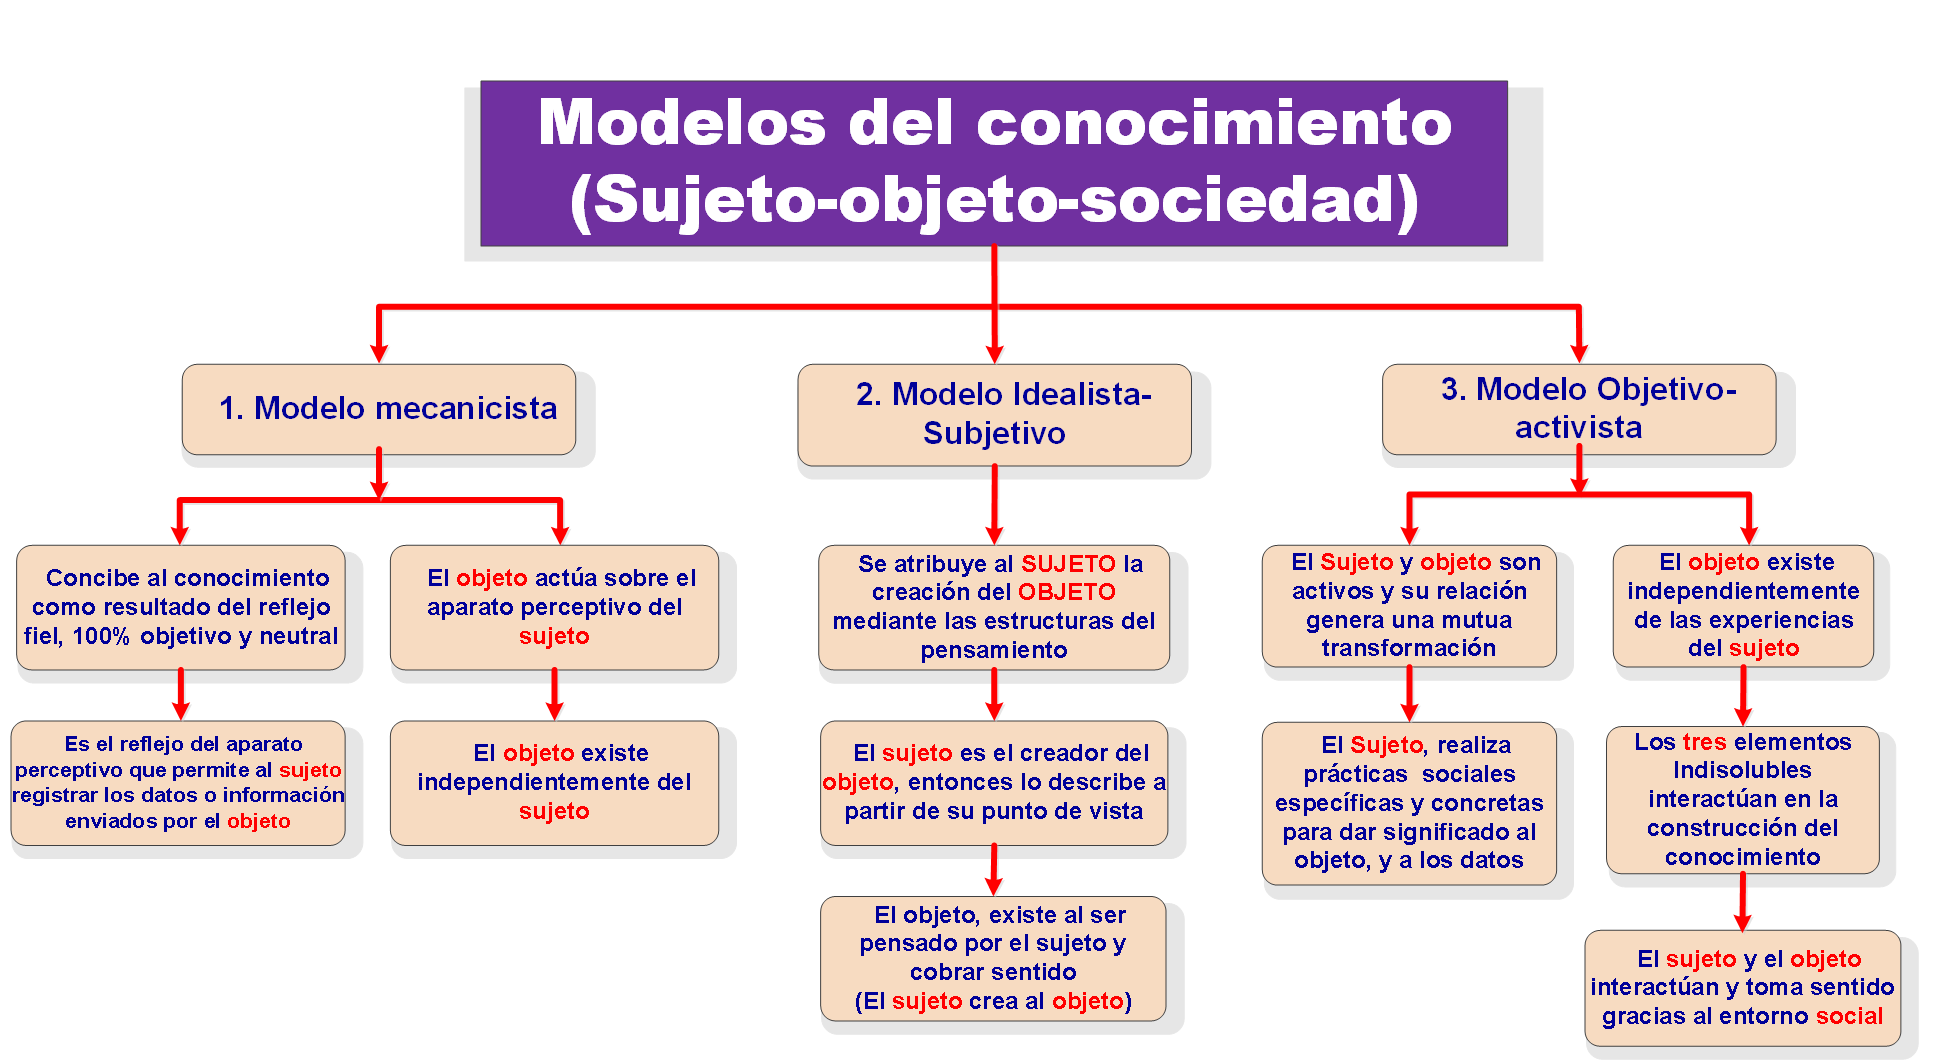 Modelos del conocimiento
(Sujeto-objeto-sociedad)
1. Modelo mecanicista
2. Modelo Idealista-
Subjetivo
3. Modelo Objetivo-
activista
Concibe al conocimiento
como resultado del reflejo
fiel, 100% objetivo y neutral
El objeto actúa sobre el
aparato perceptivo del
sujeto
Se atribuye al SUJETO la
creación del OBJETO
mediante las estructuras del
pensamiento
El Sujeto y objeto son
activos y su relación
genera una mutua
transformación
El objeto existe
independientemente
de las experiencias
del sujeto
Es el reflejo del aparato
perceptivo que permite al sujeto
registrar los datos o información
enviados por el objeto
El objeto existe
independientemente del
sujeto
El sujeto es el creador del
objeto, entonces lo describe a
partir de su punto de vista
El Sujeto, realiza
prácticas sociales
específicas y concretas
para dar significado al
objeto, y a los datos
Los tres elementos
Indisolubles
interactúan en la
construcción del
conocimiento
El objeto, existe al ser
pensado por el sujeto y
cobrar sentido
(El sujeto crea al objeto)
El sujeto y el objeto
interactúan y toma sentido
gracias al entorno social